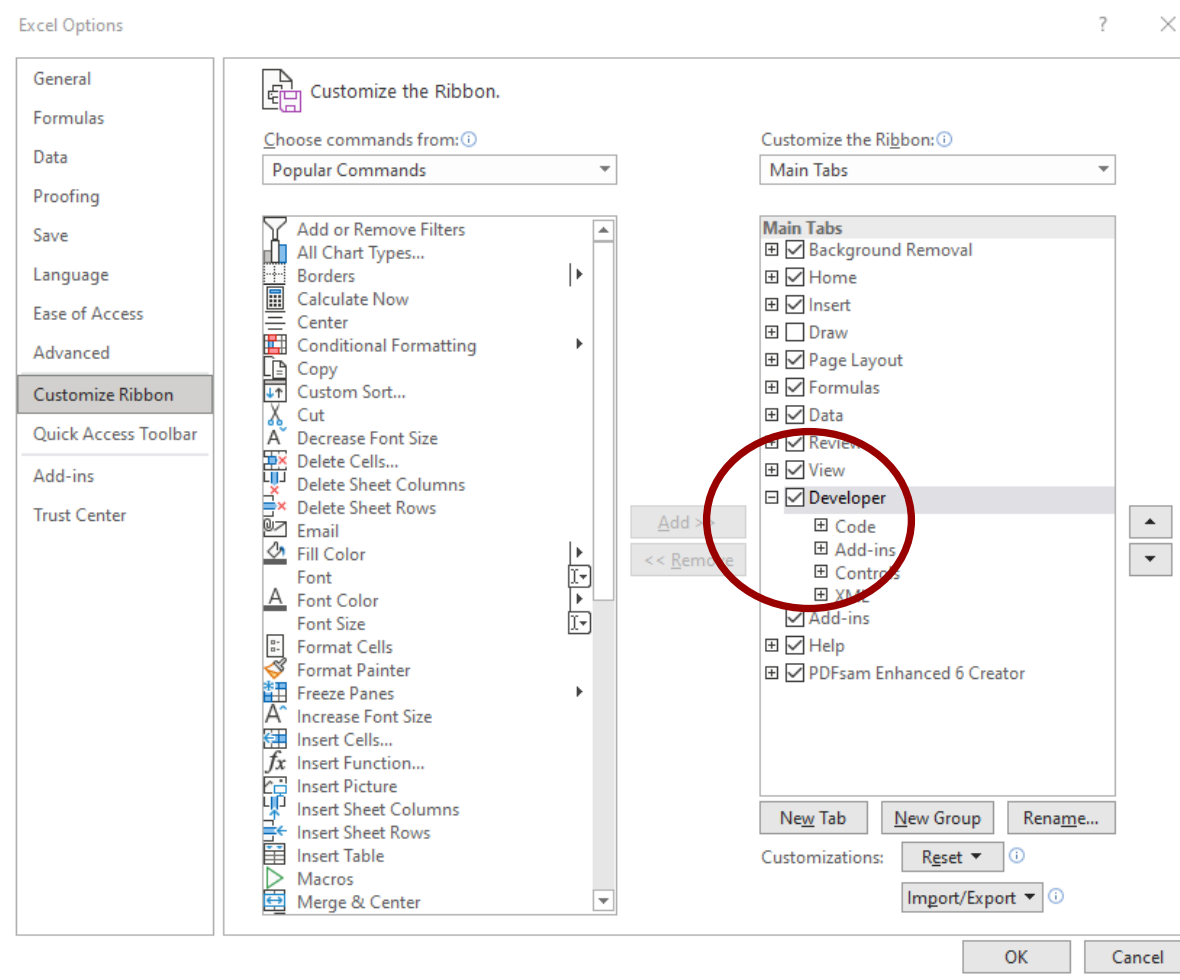 Excel Options
?
General
Formulas
Data
Proofing
Save
Language
Ease of Access
Advanced
Customize Ribbon
Quick Access Toolbar
Add-ins
Trust Center
Customize the Ribbon.
Choose commands from:
Popular Commands
Add or Remove Filters
All Chart Types...
Borders
Calculate Now
Center
Conditional Formatting
Copy
Custom Sort...
Cut
Decrease Font Size
Delete Cells...
Delete Sheet Columns
Delete Sheet Rows
Email
Fill Color
Font
Font Color
Font Size
Format Cells
Format Painter
Freeze Panes
Increase Font Size
Insert Cells...
Insert Function...
Insert Picture
Insert Sheet Columns
Insert Sheet Rows
Insert Table
Macros
Merge & Center
Add >>
<< Remove
Customize the Ribbon:
Main Tabs
Main Tabs
Background Removal
Home
Insert
Draw
Page Layout
Formulas
Data
Review
View
Developer
Code
Add-ins
Controls
XML
Add-ins
Help
PDFsam Enhanced 6 Creator
New Tab
New Group
Rename...
Customizations:
Reset
Import/Export
OK
Cancel